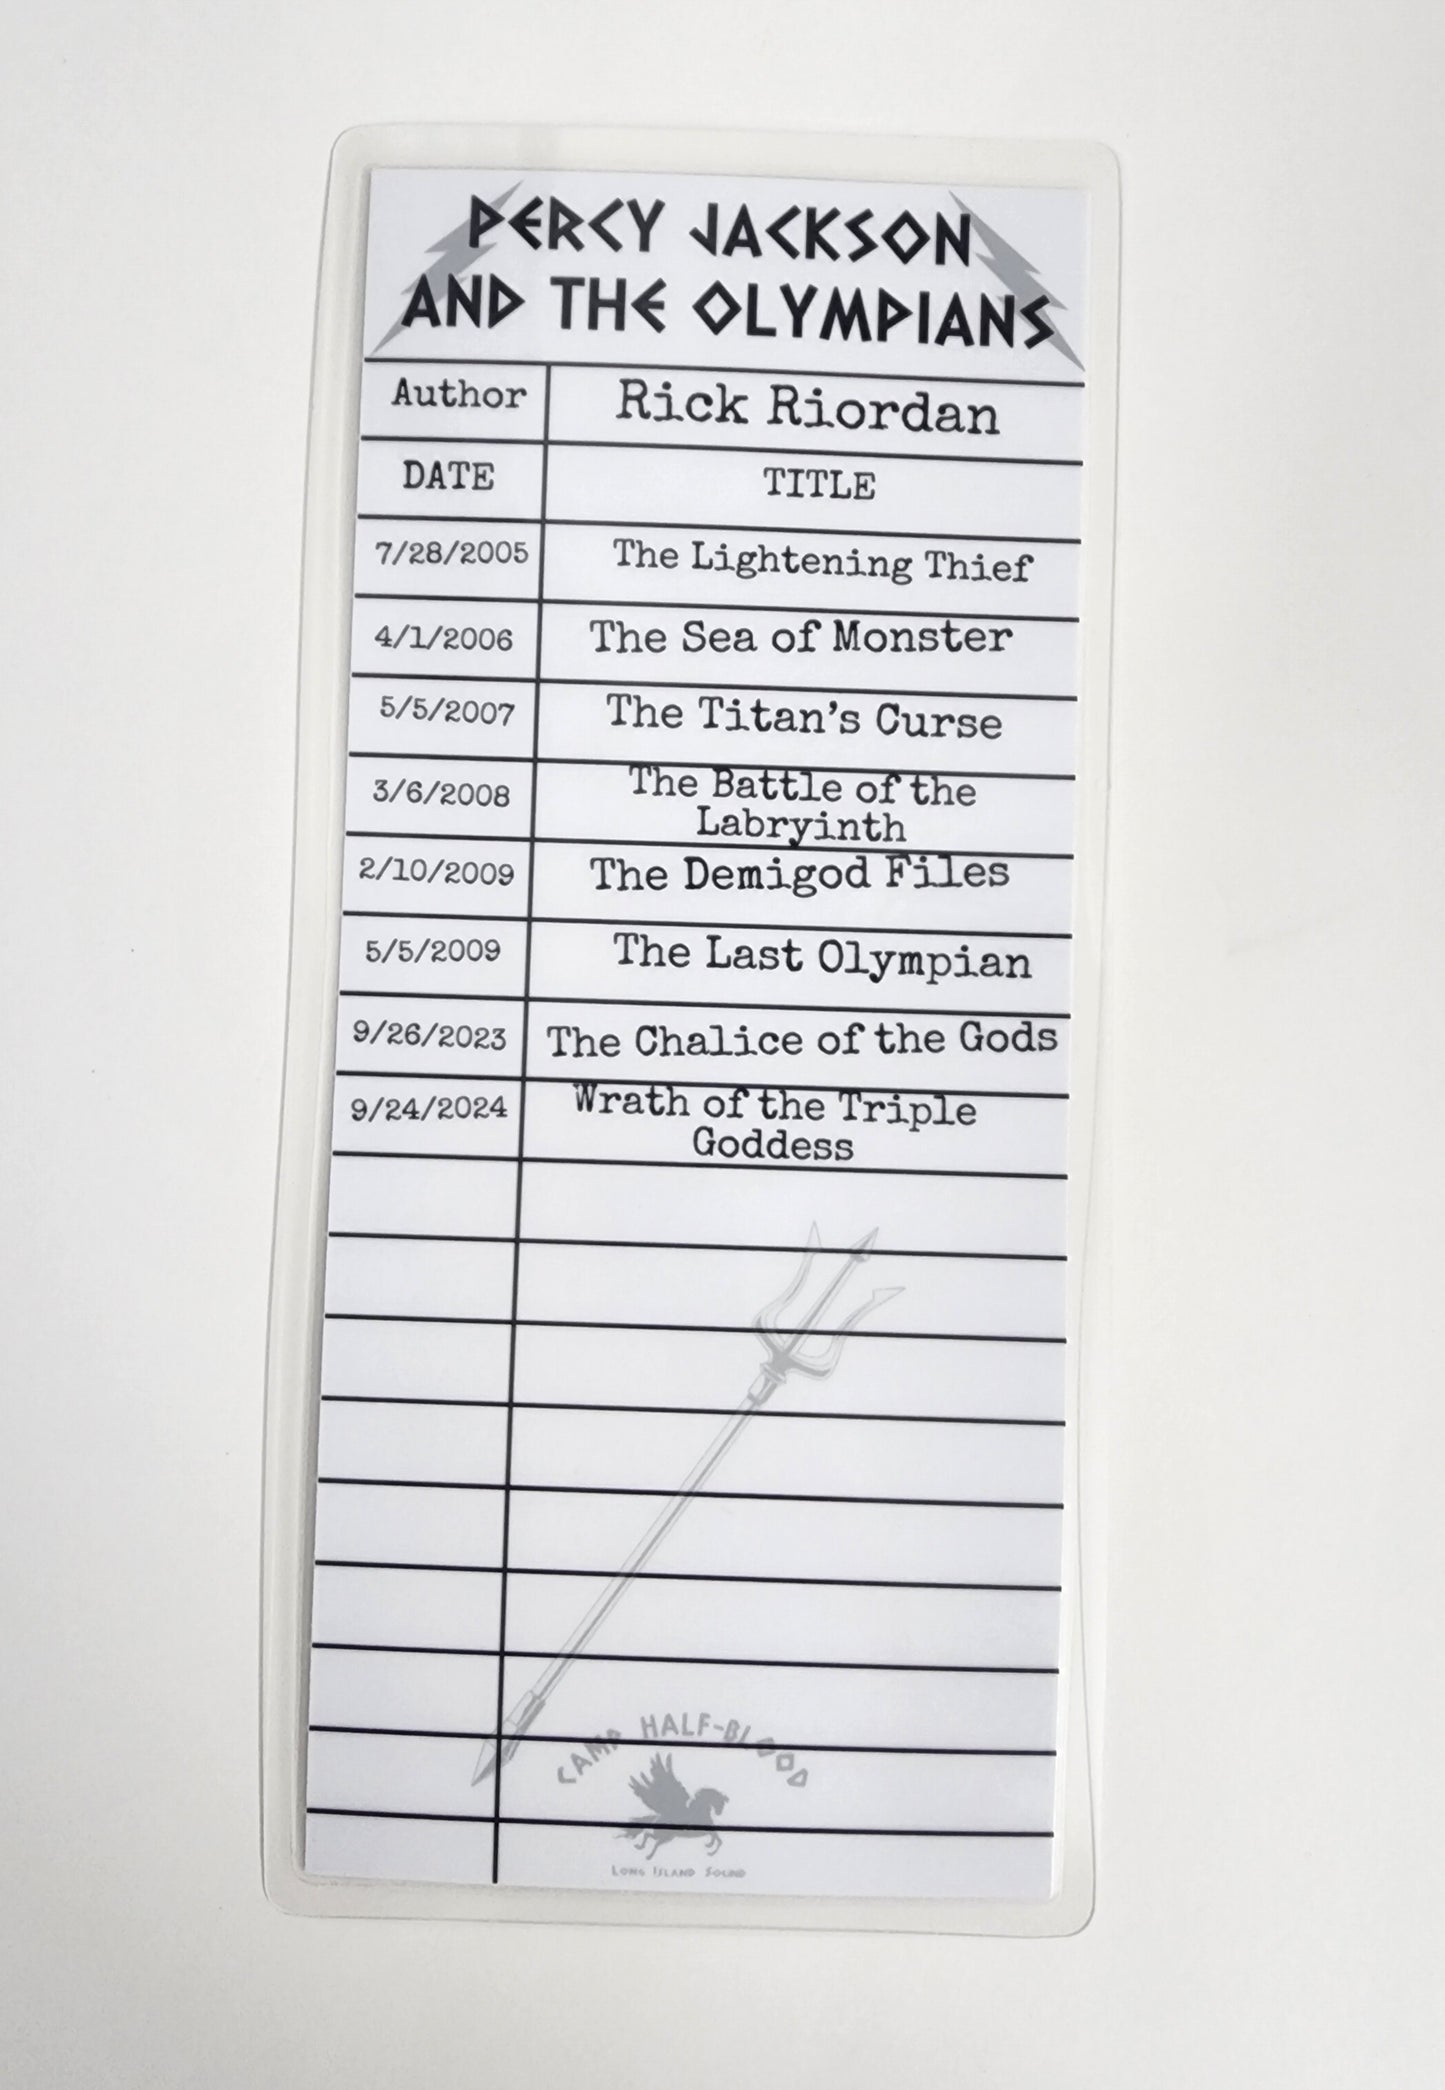 PERCY JACKSON
AND THE OLYMPIANS
Author Rick Riordan
DATE TITLE
7/28/2005 The Lightening Thief
4/1/2006 The Sea of Monster
5/5/2007 The Titan's Curse
3/6/2008 The Battle of the
Labryinth
2/10/2009 The Demigod Files
5/5/2009 The Last Olympian
9/26/2023 The Chalice of the Gods
9/24/2024 Wrath of the Triple
Goddess
CAMP HALF-BLOOD
LONG ISLAND SOUND